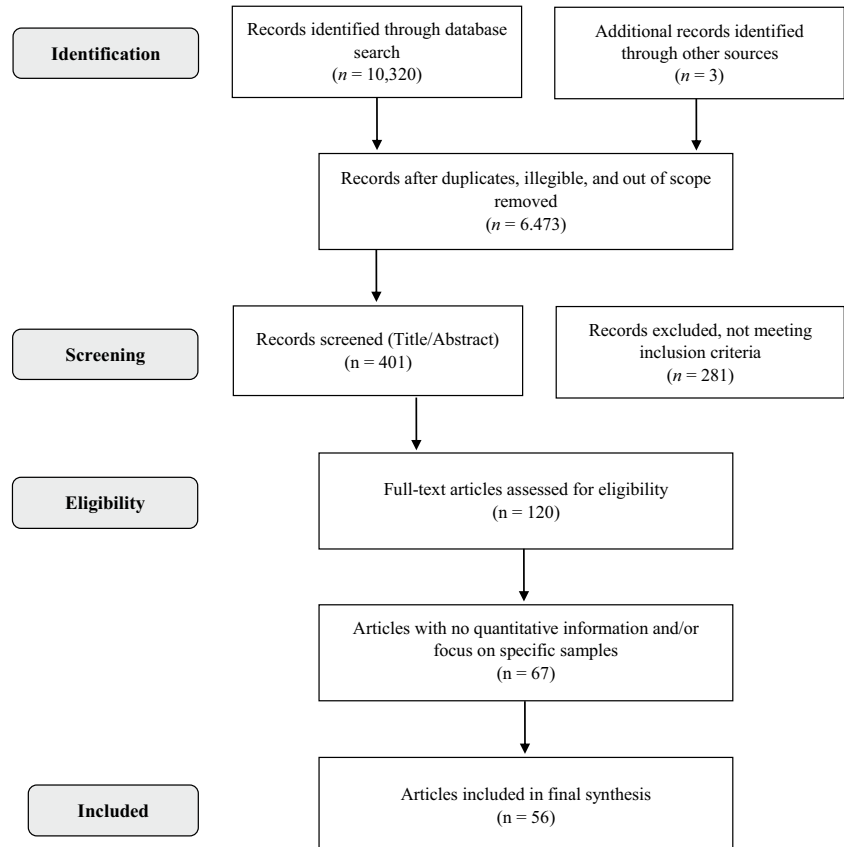 Identification
Records identified through database
search
(n = 10,320)
Additional records identified
through other sources
(n = 3)
Records after duplicates, illegible, and out of scope
removed
(n = 6.473)
Screening
Records screened (Title/Abstract)
(n = 401)
Records excluded, not meeting
inclusion criteria
(n = 281)
Eligibility
Full-text articles assessed for eligibility
(n = 120)
Articles with no quantitative information and/or
focus on specific samples
(n = 67)
Included
Articles included in final synthesis
(n = 56)